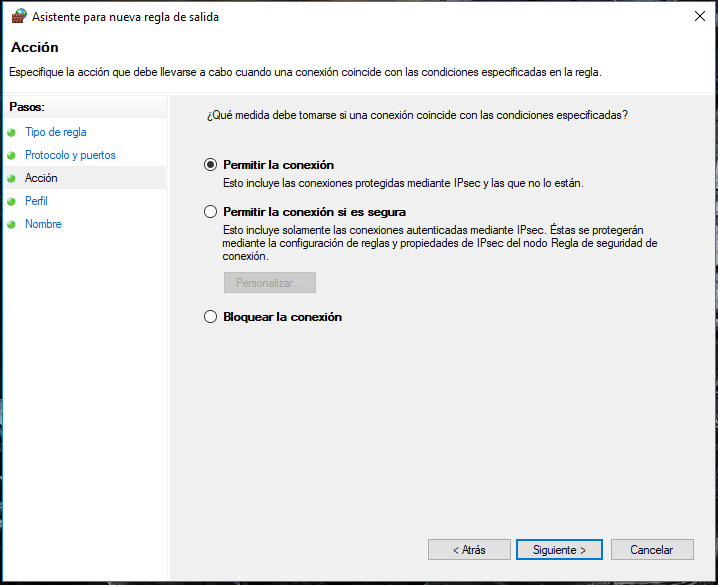 Asistente para nueva regla de salida
Acción
Especifique la acción que debe llevarse a cabo cuando una conexión coincide con las condiciones especificadas en la regla.
Pasos:
Tipo de regla
Protocolo y puertos
Acción
Perfil
Nombre
¿Qué medida debe tomarse si una conexión coincide con las condiciones especificadas?
Permitir la conexión
Esto incluye las conexiones protegidas mediante IPsec y las que no lo están.
Permitir la conexión si es segura
Esto incluye solamente las conexiones autenticadas mediante IPsec. Éstas se protegerán
mediante la configuración de reglas y propiedades de IPsec del nodo Regla de seguridad de
conexión.
Personalizar...
Bloquear la conexión
< Atrás
Siguiente >
Cancelar